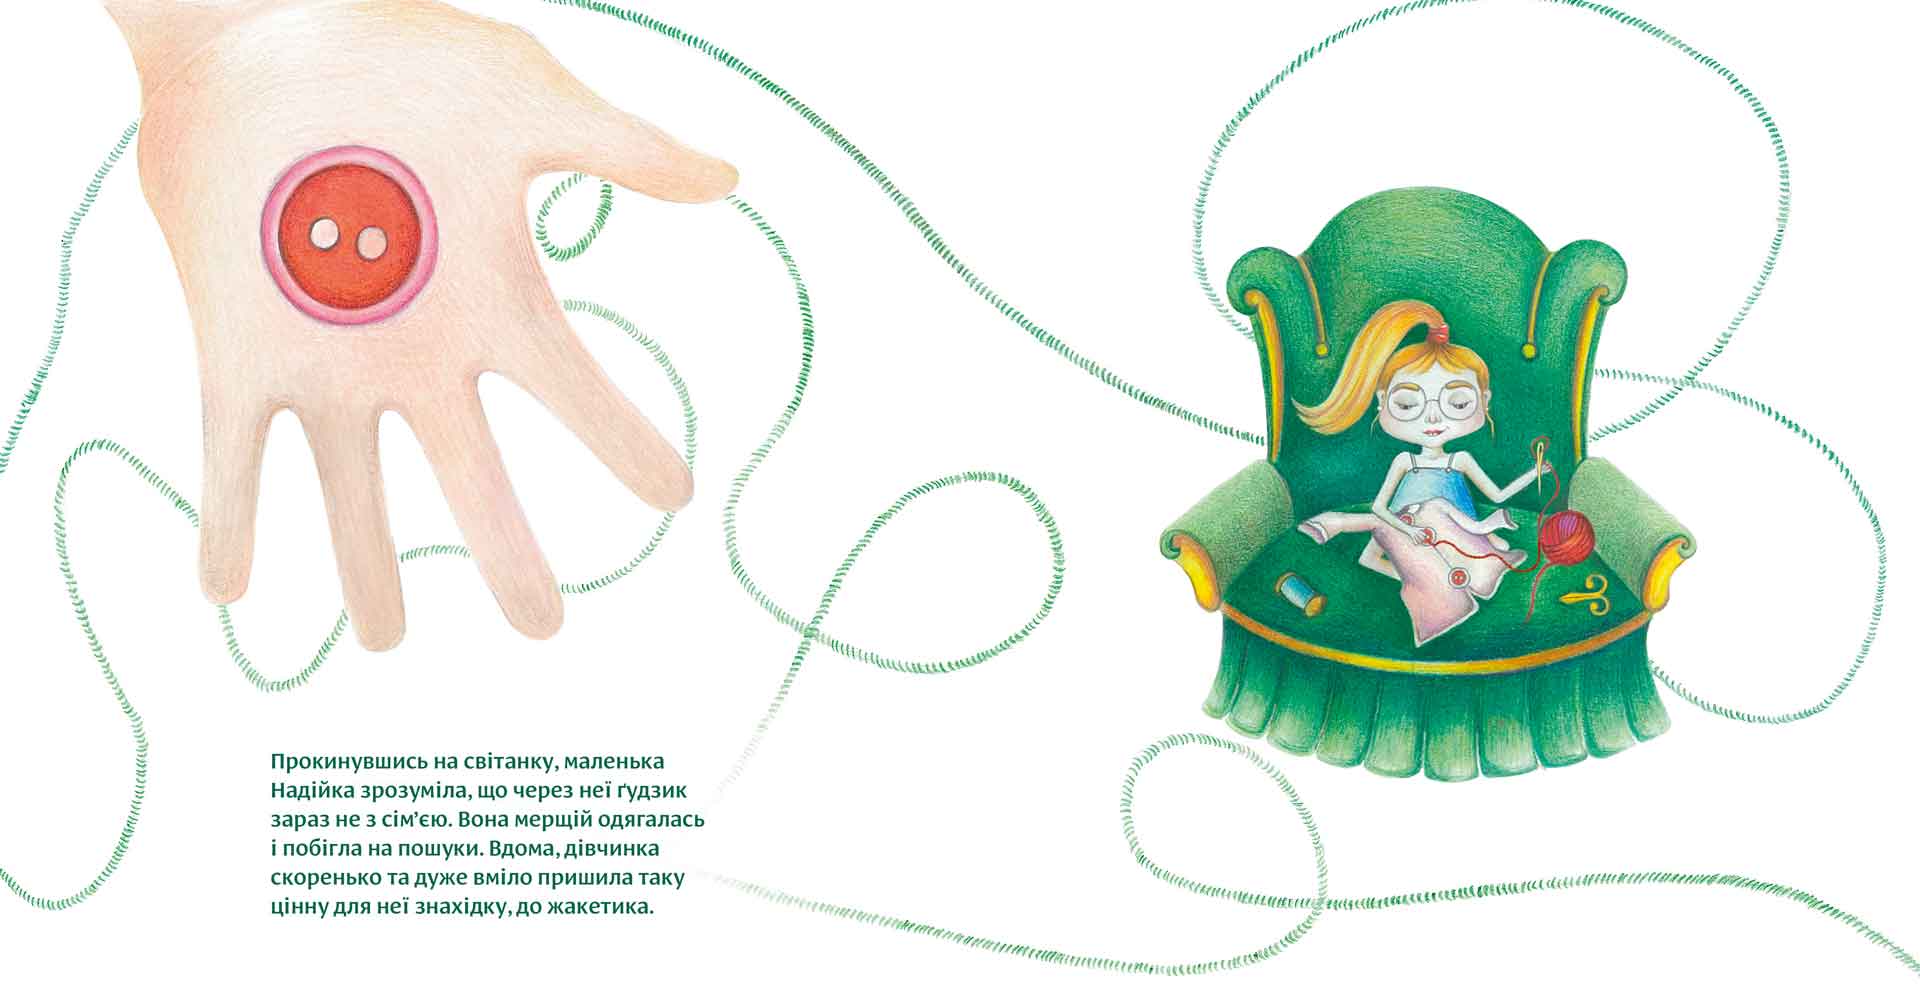 Прокинувшись на світанку, маленька
Надійка зрозуміла, що через неї ґудзик
зараз не з сім’єю. Вона мерщій одягалась
і побігла на пошуки. Вдома, дівчинка
скоренько та дуже вміло пришила таку
цінну для неї знахідку, до жакетика.